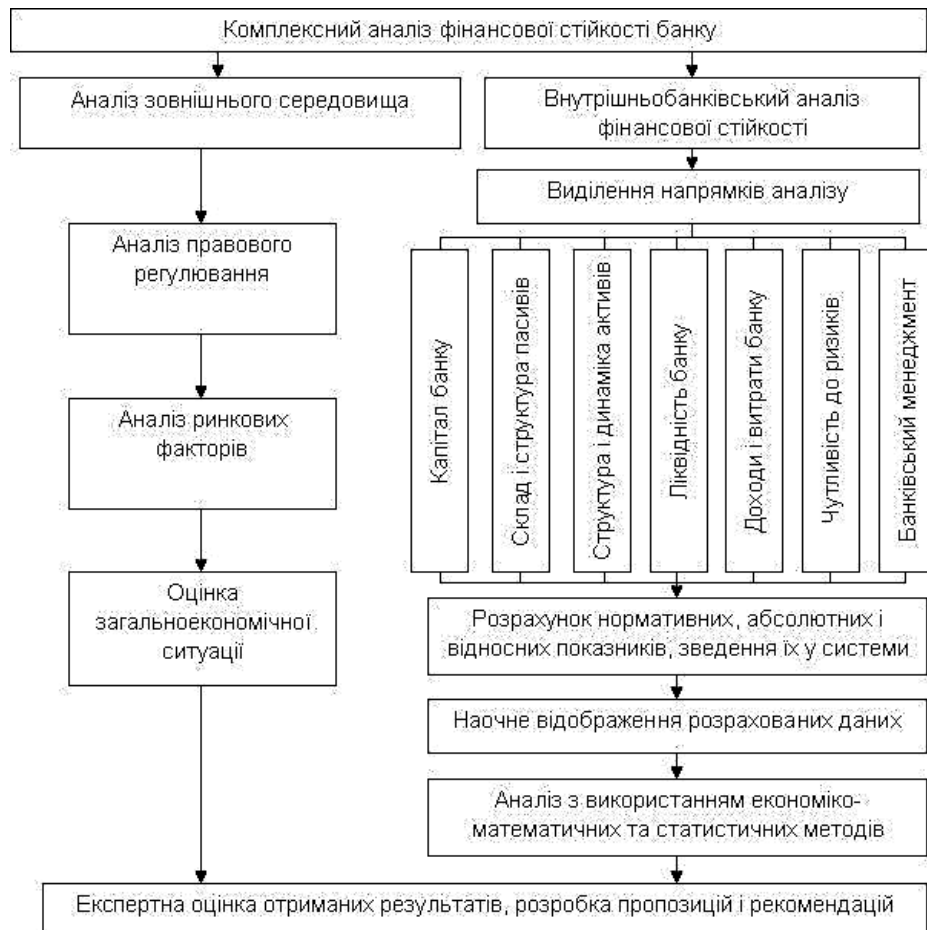 Комплексний аналіз фінансової стійкості банку
Аналіз зовнішнього середовища
Внутрішньобанківський аналіз
фінансової стійкості
Виділення напрямків аналізу
Аналіз правового
регулювання
Аналіз ринкових
факторів
Оцінка
загальноекономічної
ситуації
Капітал банку
Склад і структура пасивів
Структура і динаміка активів
Ліквідність банку
Доходи і витрати банку
Чутливість до ризиків
Банківський менеджмент
Розрахунок нормативних, абсолютних і
відносних показників, зведення їх у системи
Наочне відображення розрахованих даних
Аналіз з використанням економіко-
математичних та статистичних методів
Експертна оцінка отриманих результатів, розробка пропозицій і рекомендацій